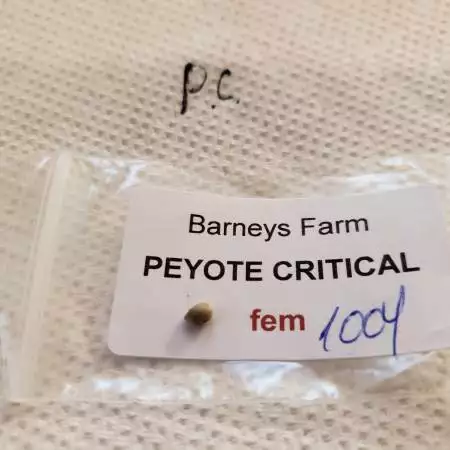 P.C.
Barneys Farm
PEYOTE CRITICAL
fem 1004